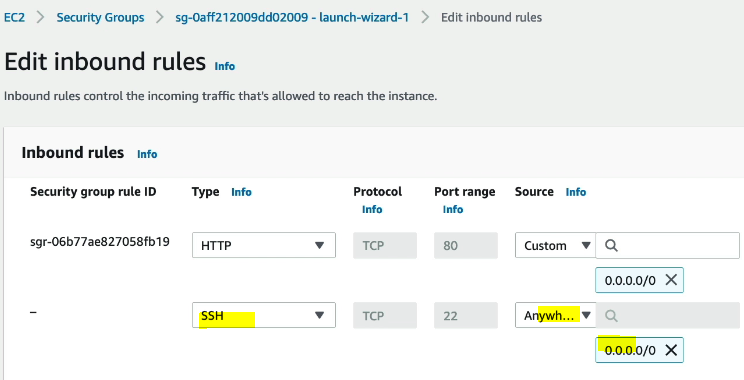 EC2 > Security Groups > sg-0aff212009dd02009 - launch-wizard-1 > Edit inbound rules
Edit inbound rules Info
Inbound rules control the incoming traffic that's allowed to reach the instance.
Inbound rules Info
Security group rule ID Type Info Protocol Info Port range Info Source Info
sgr-06b77ae827058fb19 HTTP TCP 80 Custom
0.0.0.0/0
– SSH TCP 22 Anywh...
0.0.0.0/0